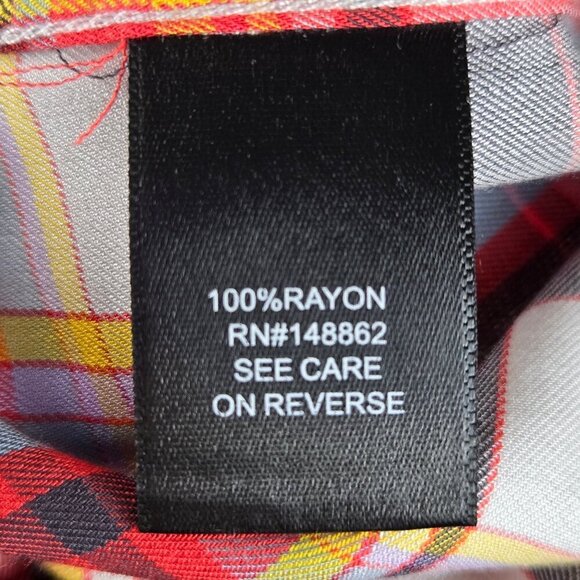 100%RAYON
RN#148862
SEE CARE
ON REVERSE